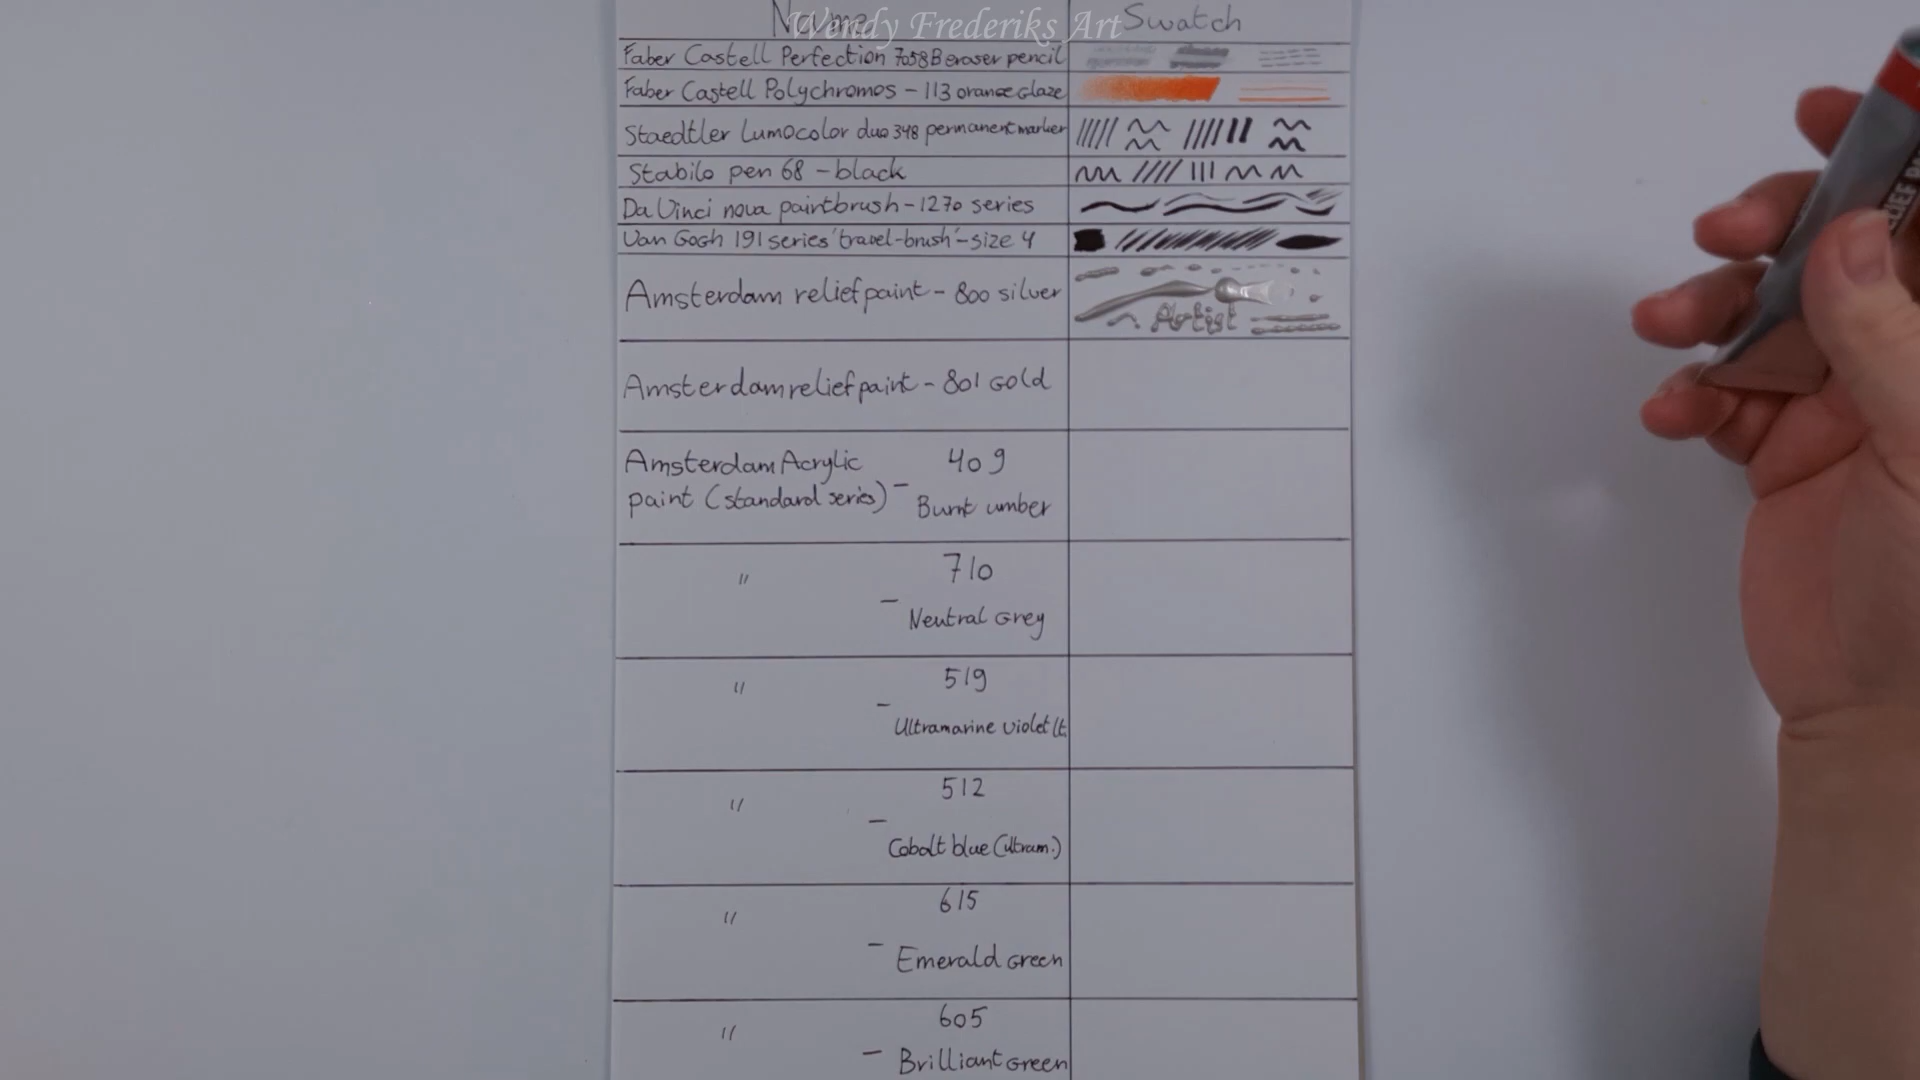 Name
Wendy Frederiks Art
Swatch
Faber Castell Perfection 7058B eraser pencil
Faber Castell Polychromos - 113 orange Glaze
Staedtler Lumocolor duo 348 permanent marker
Stabilo pen 68 - black
Da Vinci nova paintbrush - 1270 series
Van Gogh 191 series 'travel-brush' - size 4
Amsterdam relief paint - 800 silver
Artist
Amsterdam relief paint - 801 Gold
Amsterdam Acrylic
paint (standard series) -
409
Burnt umber
" 710
- Neutral Grey
" 519
- Ultramarine violet lt.
" 512
- Cobalt blue (ultram.)
" 615
- Emerald Green
" 605
- Brilliant Green